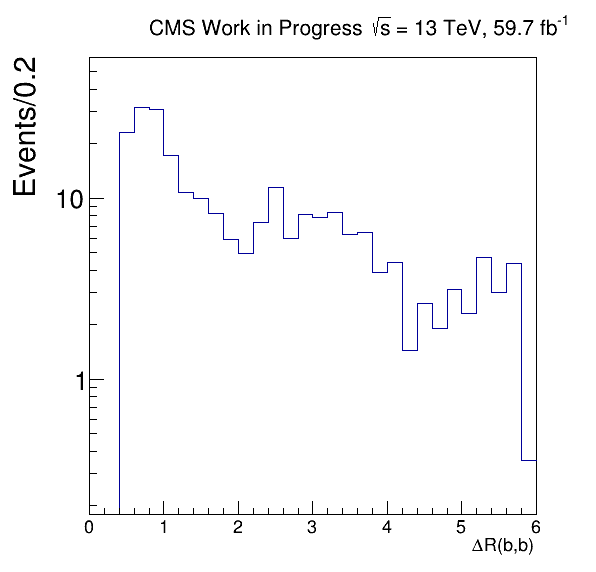 CMS Work in Progress √s = 13 TeV, 59.7 fb⁻¹
Events/0.2
10
1
0 1 2 3 4 5 6
ΔR(b,b)